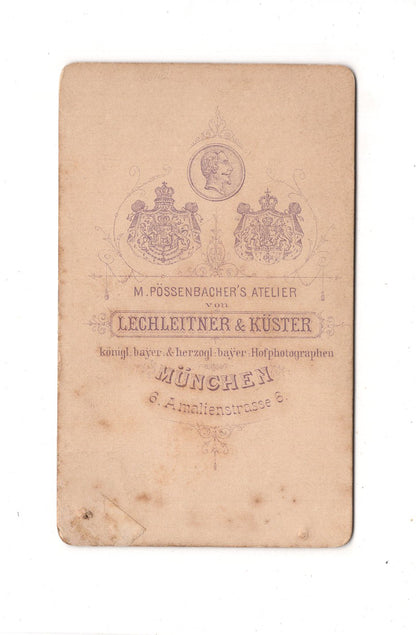 M. PÖSSENBACHER'S ATELIER
von
LECHLEITNER & KÜSTER
königl. bayer. & herzogl. bayer. Hofphotographen
MÜNCHEN
6. Amalienstrasse 6.